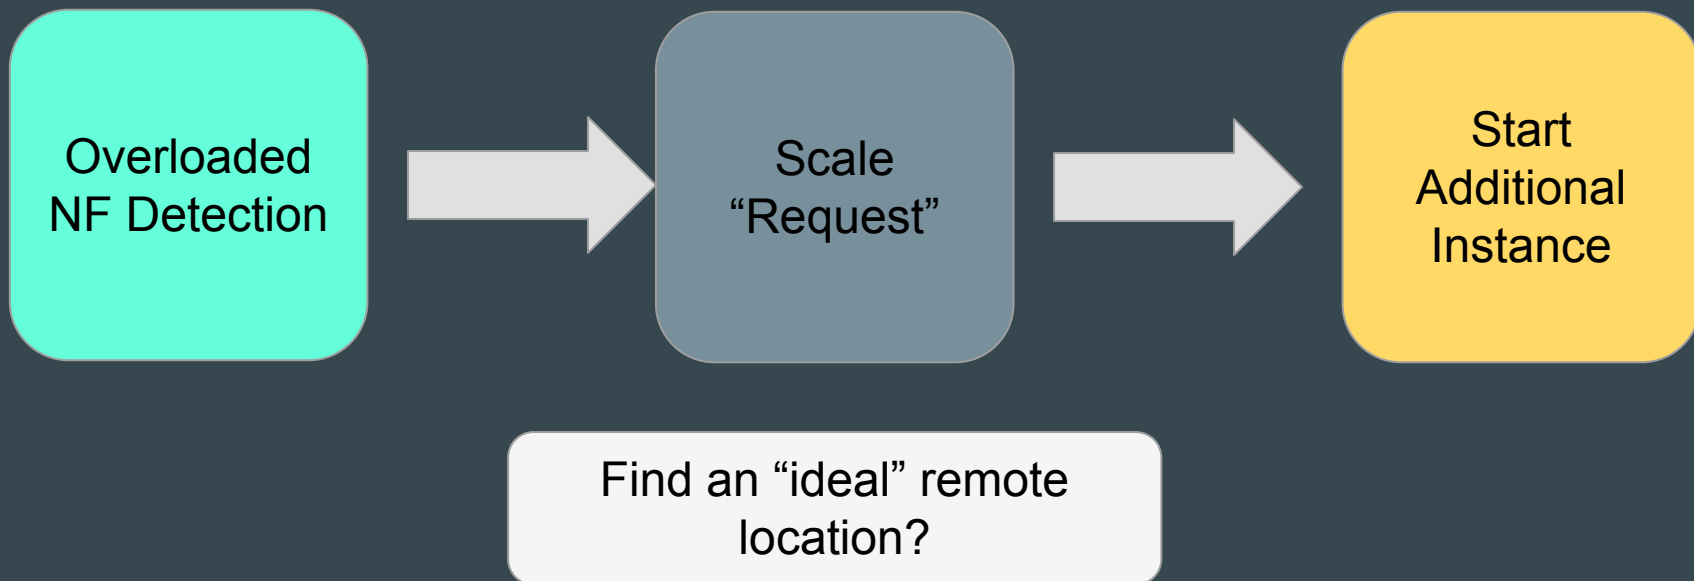 Overloaded
NF Detection
Scale
“Request”
Start
Additional
Instance
Find an “ideal” remote
location?